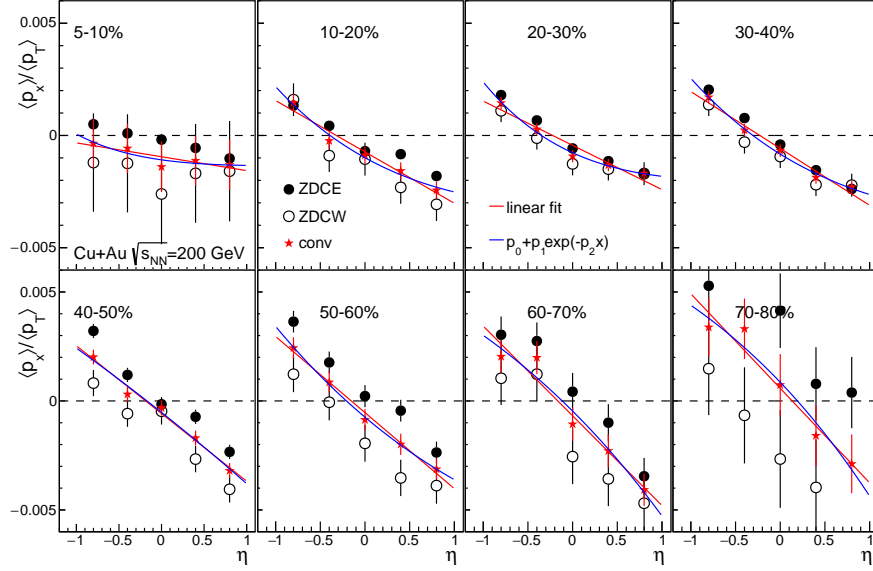 5-10%
10-20%
20-30%
30-40%
⟨p_x⟩/⟨p_T⟩
0.005
0
−0.005
ZDCE
ZDCW
conv
linear fit
p_0+p_1exp(-p_2x)
Cu+Au √s_NN=200 GeV
40-50%
50-60%
60-70%
70-80%
⟨p_x⟩/⟨p_T⟩
0.005
0
−0.005
−1 −0.5 0 0.5 1
−1 −0.5 0 0.5 1
−1 −0.5 0 0.5 1
−1 −0.5 0 0.5 1
η η η η